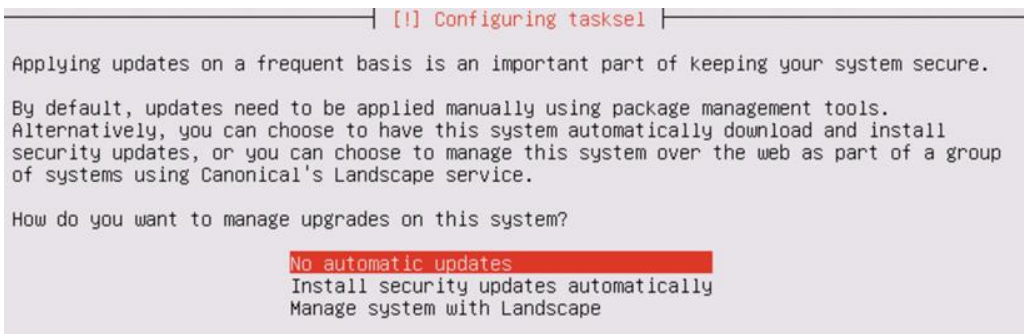 [!] Configuring tasksel
Applying updates on a frequent basis is an important part of keeping your system secure.
By default, updates need to be applied manually using package management tools.
Alternatively, you can choose to have this system automatically download and install
security updates, or you can choose to manage this system over the web as part of a group
of systems using Canonical's Landscape service.
How do you want to manage upgrades on this system?
No automatic updates
Install security updates automatically
Manage system with Landscape